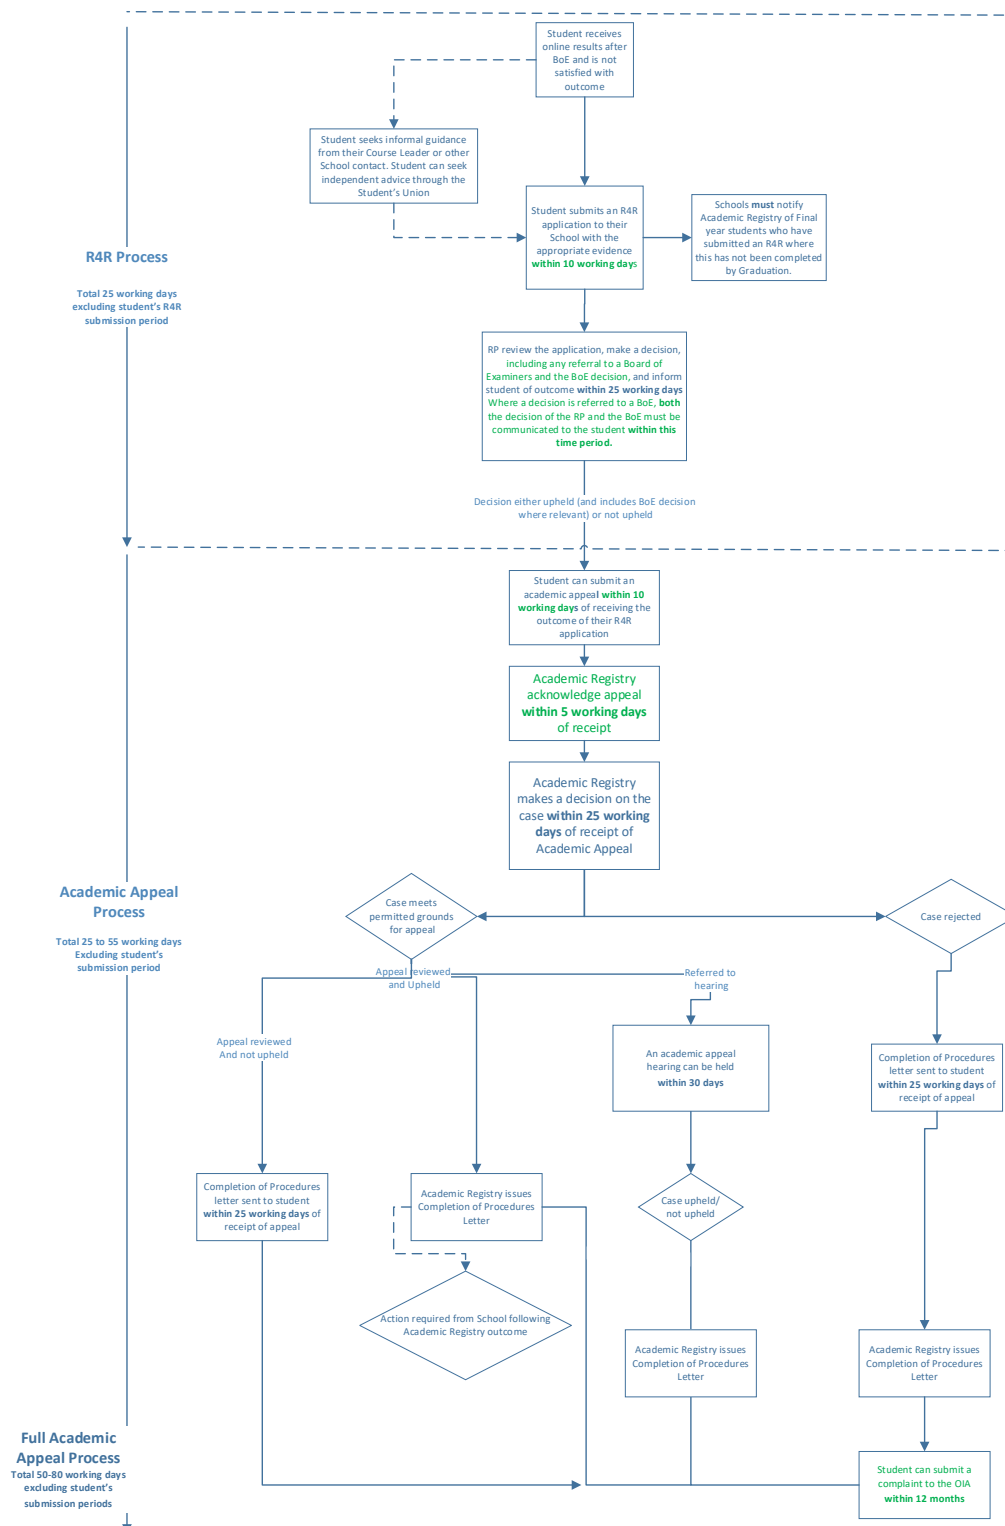 Student receives
online results after
BoE and is not
satisfied with
outcome
Student seeks informal guidance
from their Course Leader or other
School contact. Student can seek
independent advice through the
Student's Union
Student submits an R4R
application to their
School with the
appropriate evidence
within 10 working days
Schools must notify
Academic Registry of Final
year students who have
submitted an R4R where
this has not been completed
by Graduation.
R4R Process
Total 25 working days
excluding student's R4R
submission period
RP review the application, make a decision,
including any referral to a Board of
Examiners and the BoE decision, and inform
student of outcome within 25 working days
Where a decision is referred to a BoE, both
the decision of the RP and the BoE must be
communicated to the student within this
time period.
Decision either upheld (and includes BoE decision
where relevant) or not upheld
Student can submit an
academic appeal within 10
working days of receiving the
outcome of their R4R
application
Academic Registry
acknowledge appeal
within 5 working days
of receipt
Academic Registry
makes a decision on the
case within 25 working
days of receipt of
Academic Appeal
Academic Appeal
Process
Total 25 to 55 working days
Excluding student's
submission period
Case meets
permitted grounds
for appeal
Case rejected
Appeal reviewed
and Upheld
Referred to
hearing
Appeal reviewed
And not upheld
An academic appeal
hearing can be held
within 30 days
Completion of Procedures
letter sent to student
within 25 working days of
receipt of appeal
Completion of Procedures
letter sent to student
within 25 working days of
receipt of appeal
Academic Registry issues
Completion of Procedures
Letter
Case upheld/
not upheld
Action required from School following
Academic Registry outcome
Academic Registry issues
Completion of Procedures
Letter
Academic Registry issues
Completion of Procedures
Letter
Full Academic
Appeal Process
Total 50-80 working days
excluding student's
submission periods
Student can submit a
complaint to the OIA
within 12 months